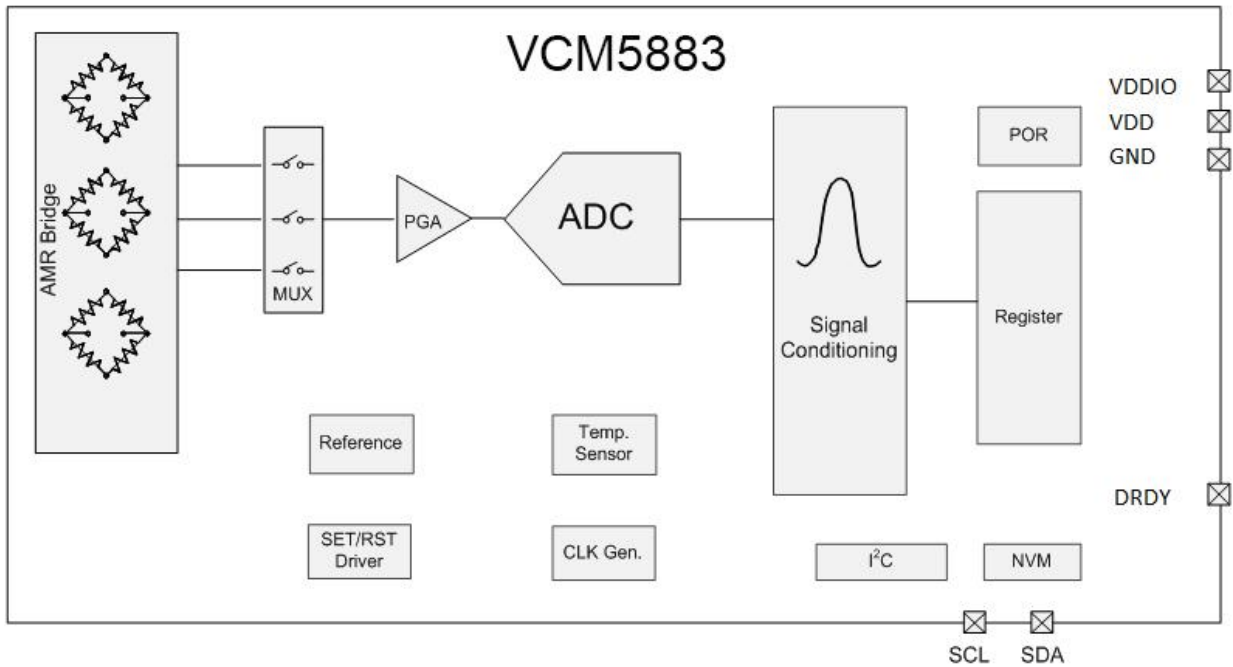 VCM5883
VDDIO
VDD
GND
POR
AMR Bridge
MUX
PGA
ADC
Signal
Conditioning
Register
Reference
Temp.
Sensor
DRDY
SET/RST
Driver
CLK Gen.
I²C
NVM
SCL
SDA